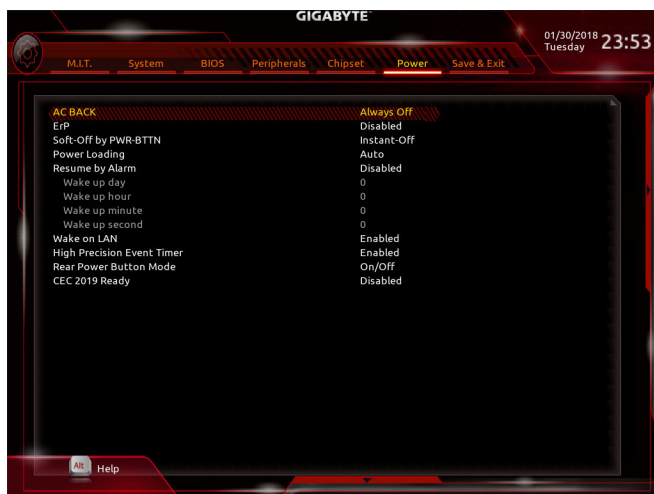 GIGABYTE™
01/30/2018 23:53
Tuesday
M.I.T. System BIOS Peripherals Chipset Power Save & Exit
AC BACK Always Off
ErP Disabled
Soft-Off by PWR-BTTN Instant-Off
Power Loading Auto
Resume by Alarm Disabled
Wake up day 0
Wake up hour 0
Wake up minute 0
Wake up second 0
Wake on LAN Enabled
High Precision Event Timer Enabled
Rear Power Button Mode On/Off
CEC 2019 Ready Disabled
Alt Help